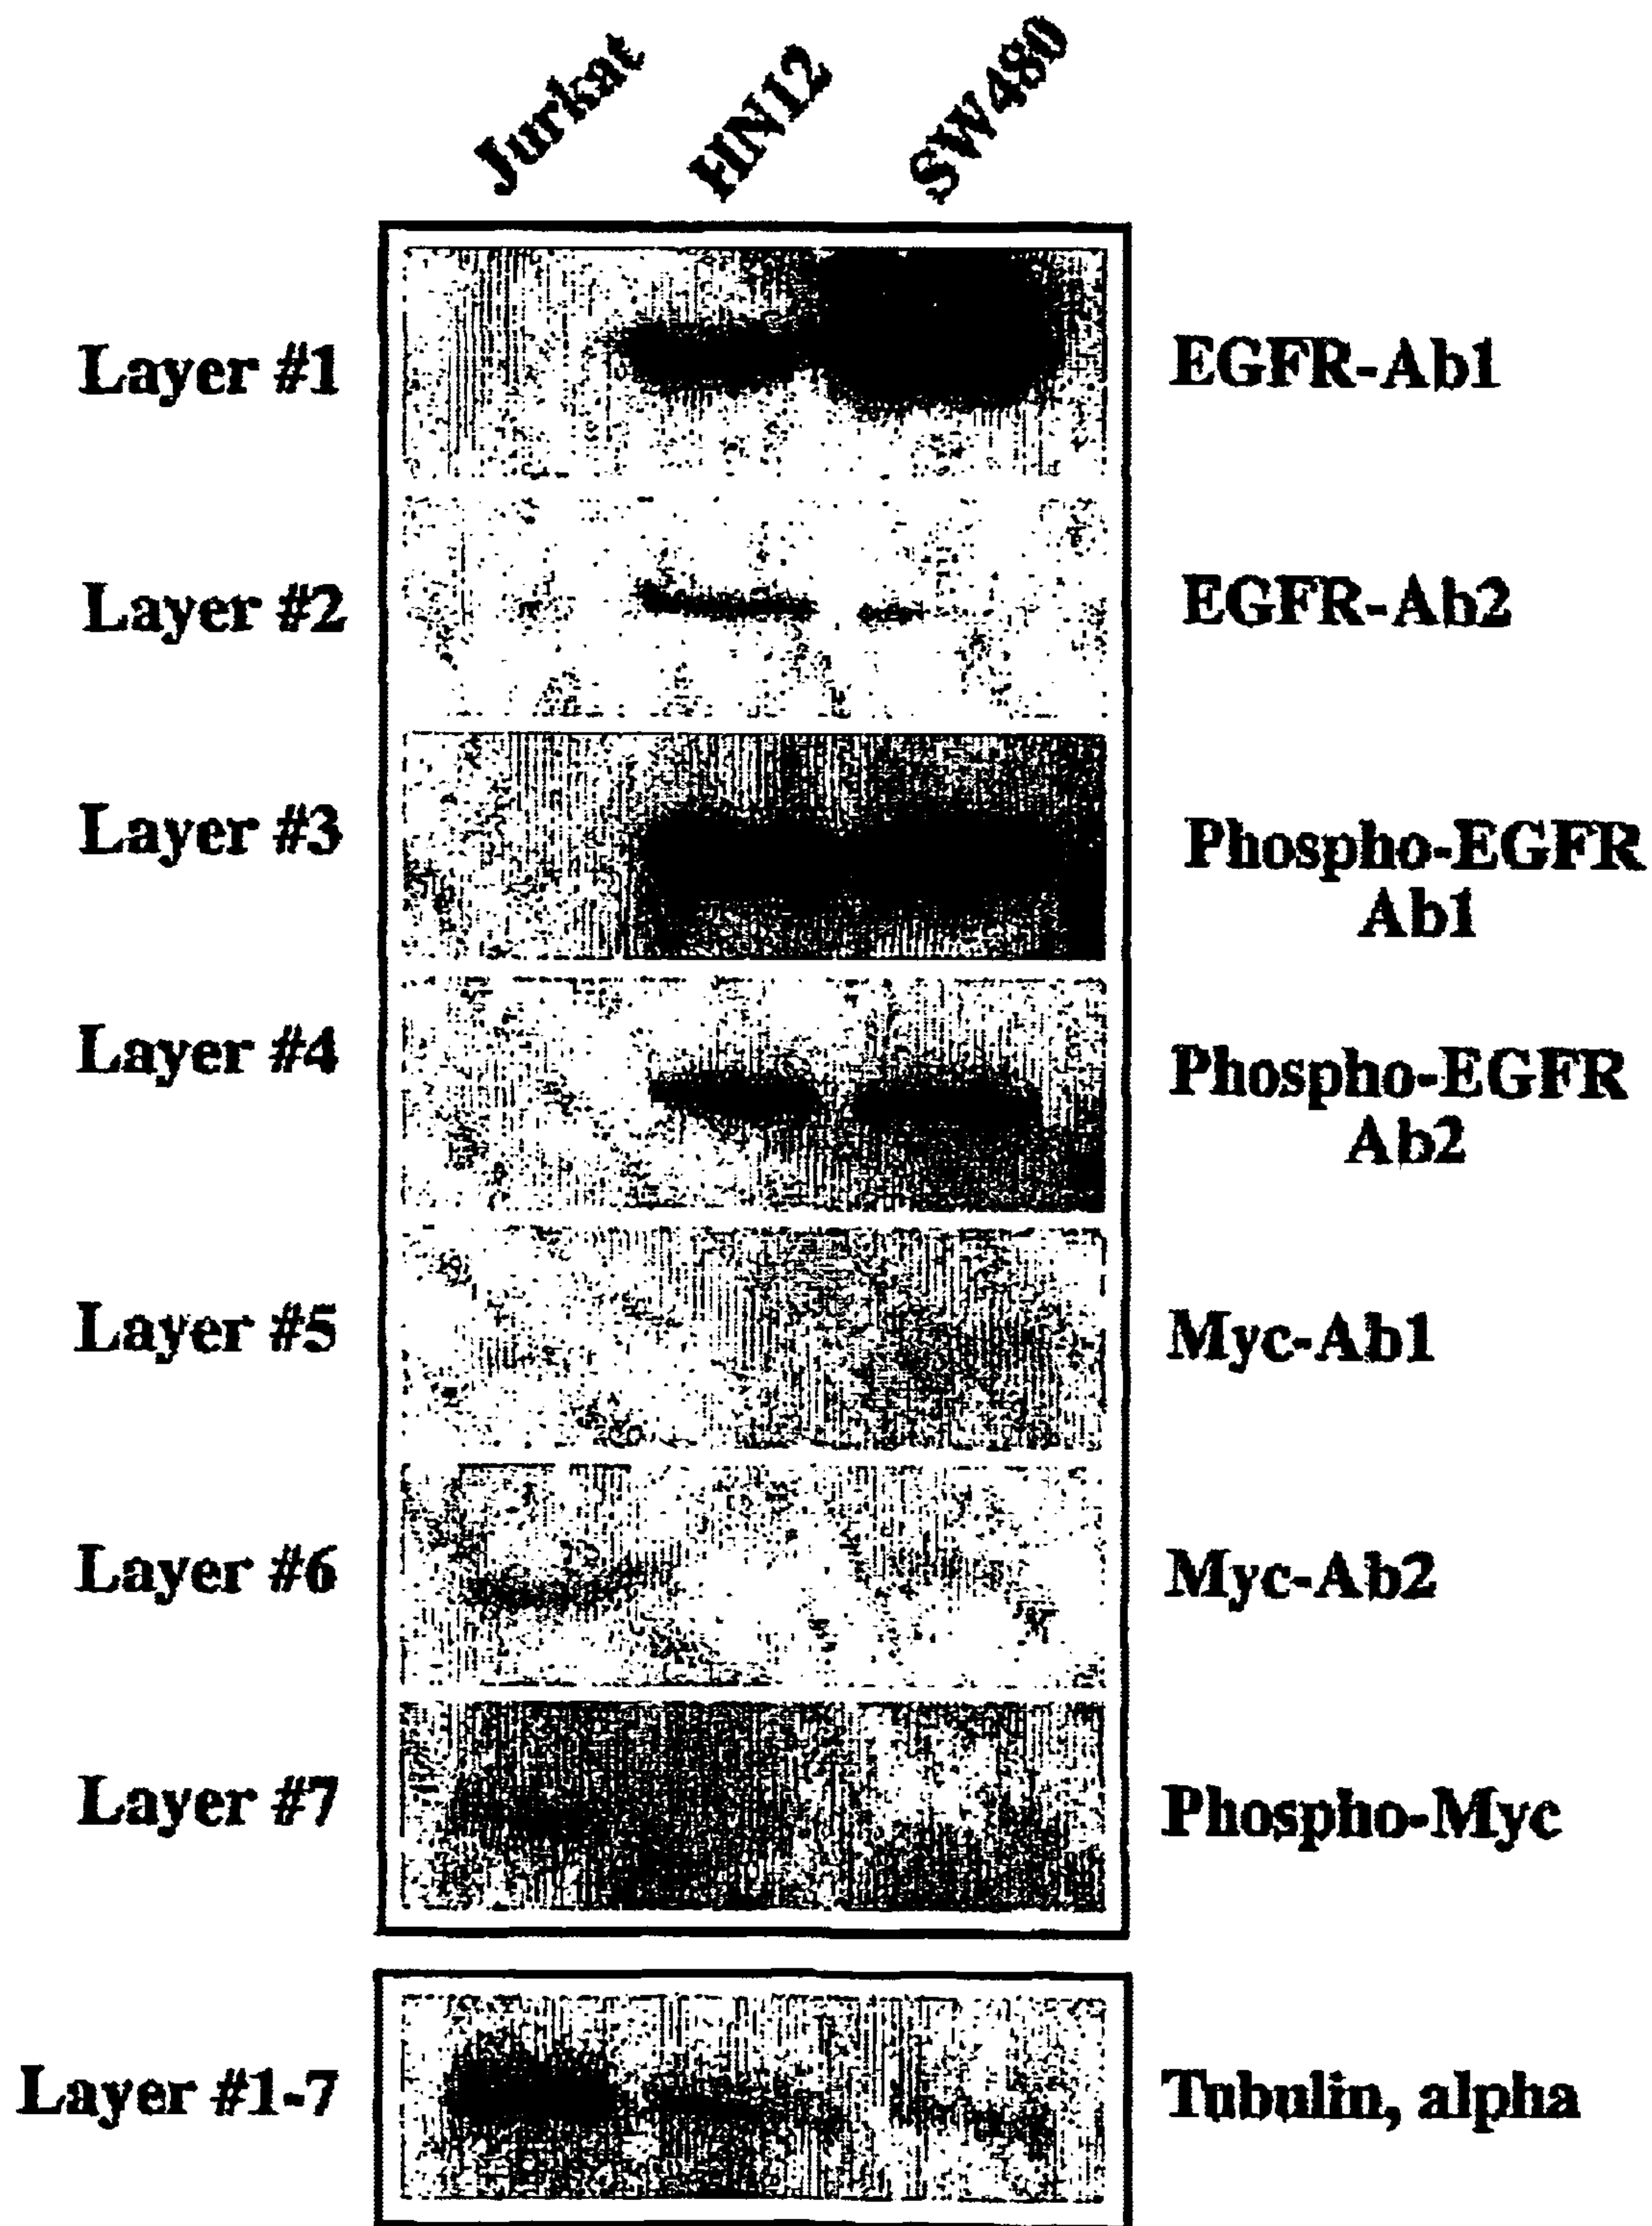 Jurkat
HN12
SW480
Layer #1
EGFR-Ab1
Layer #2
EGFR-Ab2
Layer #3
Phospho-EGFR
Ab1
Layer #4
Phospho-EGFR
Ab2
Layer #5
Myc-Ab1
Layer #6
Myc-Ab2
Layer #7
Phospho-Myc
Layer #1-7
Tubulin, alpha